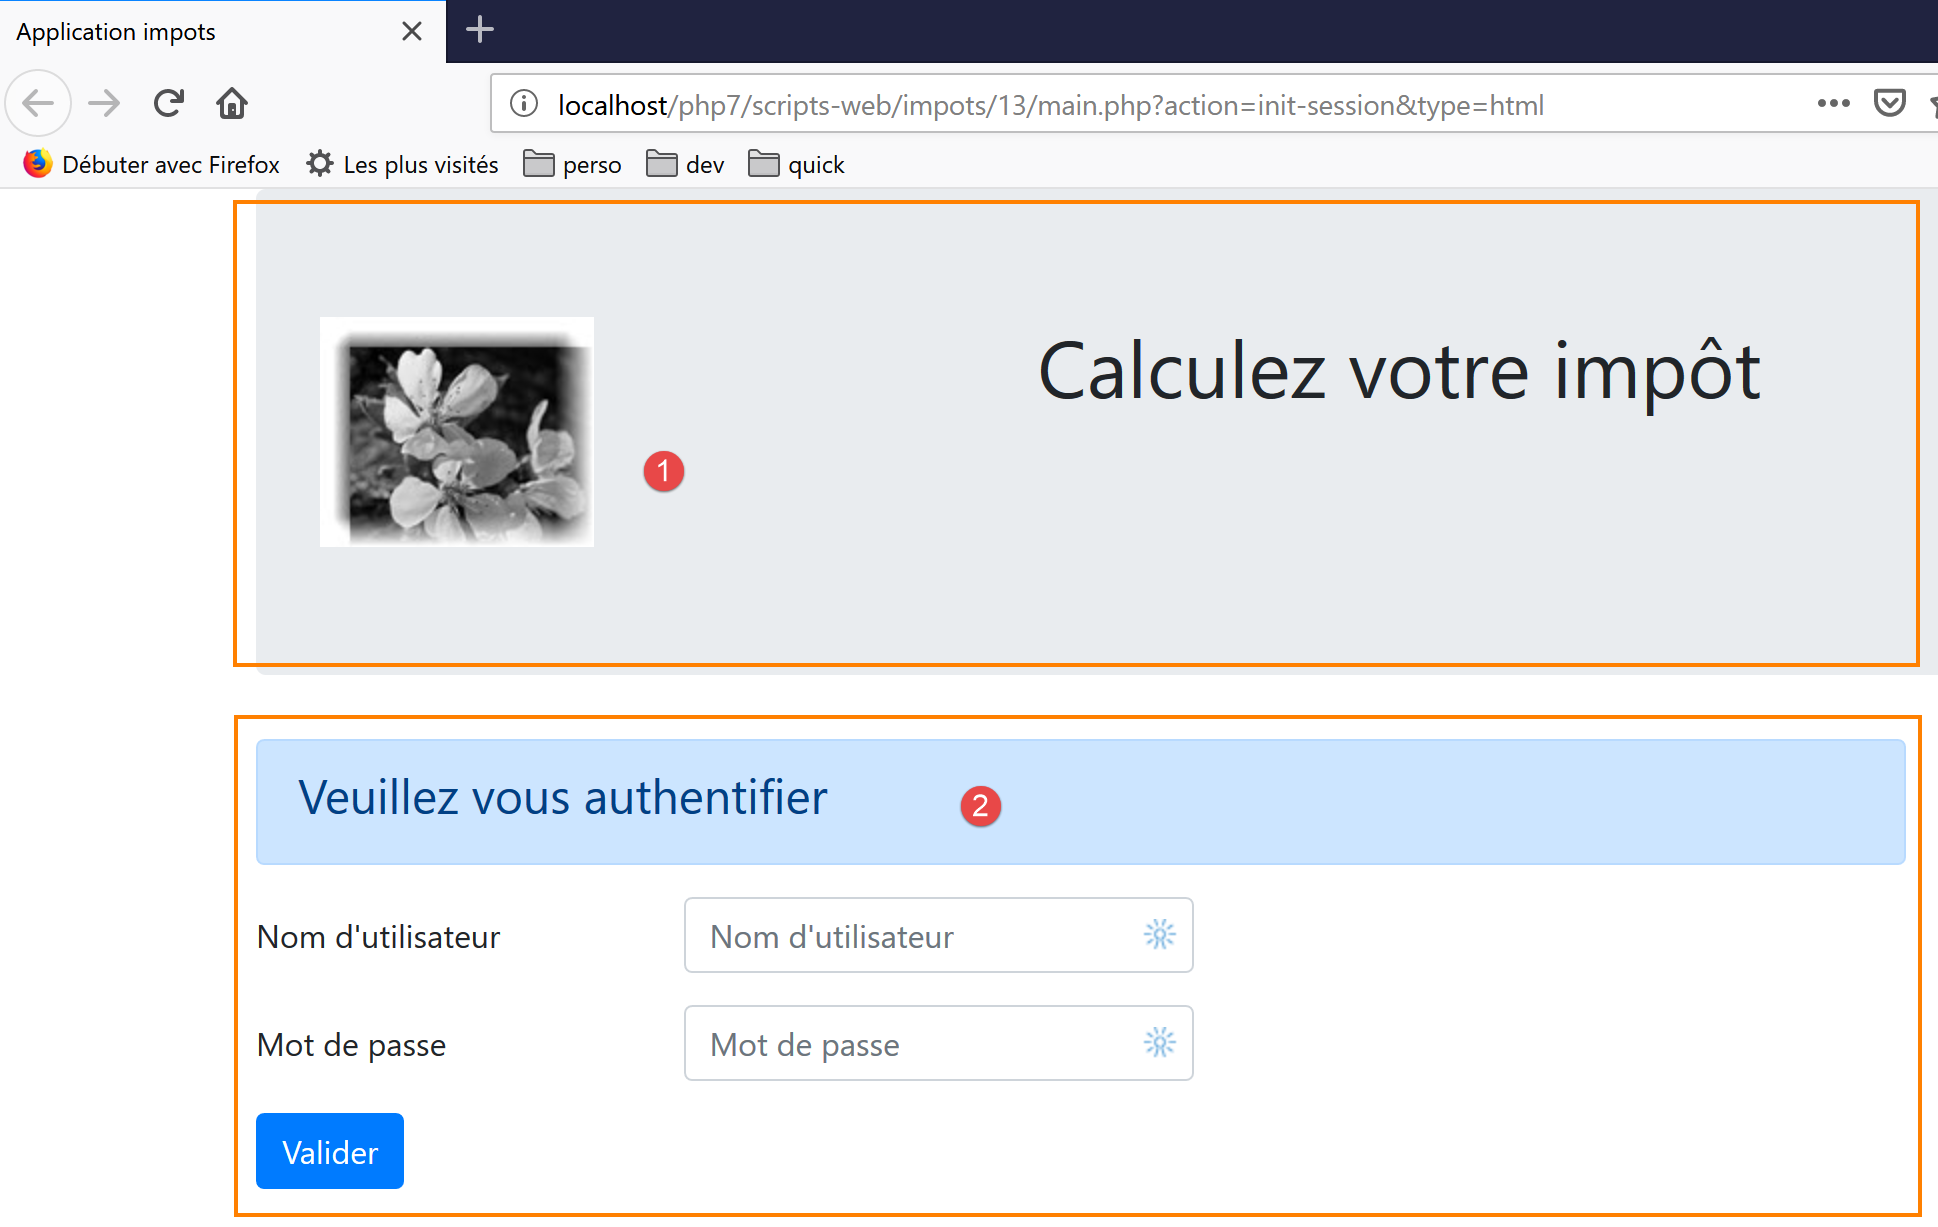 Application impots
localhost/php7/scripts-web/impots/13/main.php?action=init-session&type=html
Débuter avec Firefox Les plus visités perso dev quick
Calculez votre impôt
1
Veuillez vous authentifier
2
Nom d'utilisateur Nom d'utilisateur
Mot de passe Mot de passe
Valider